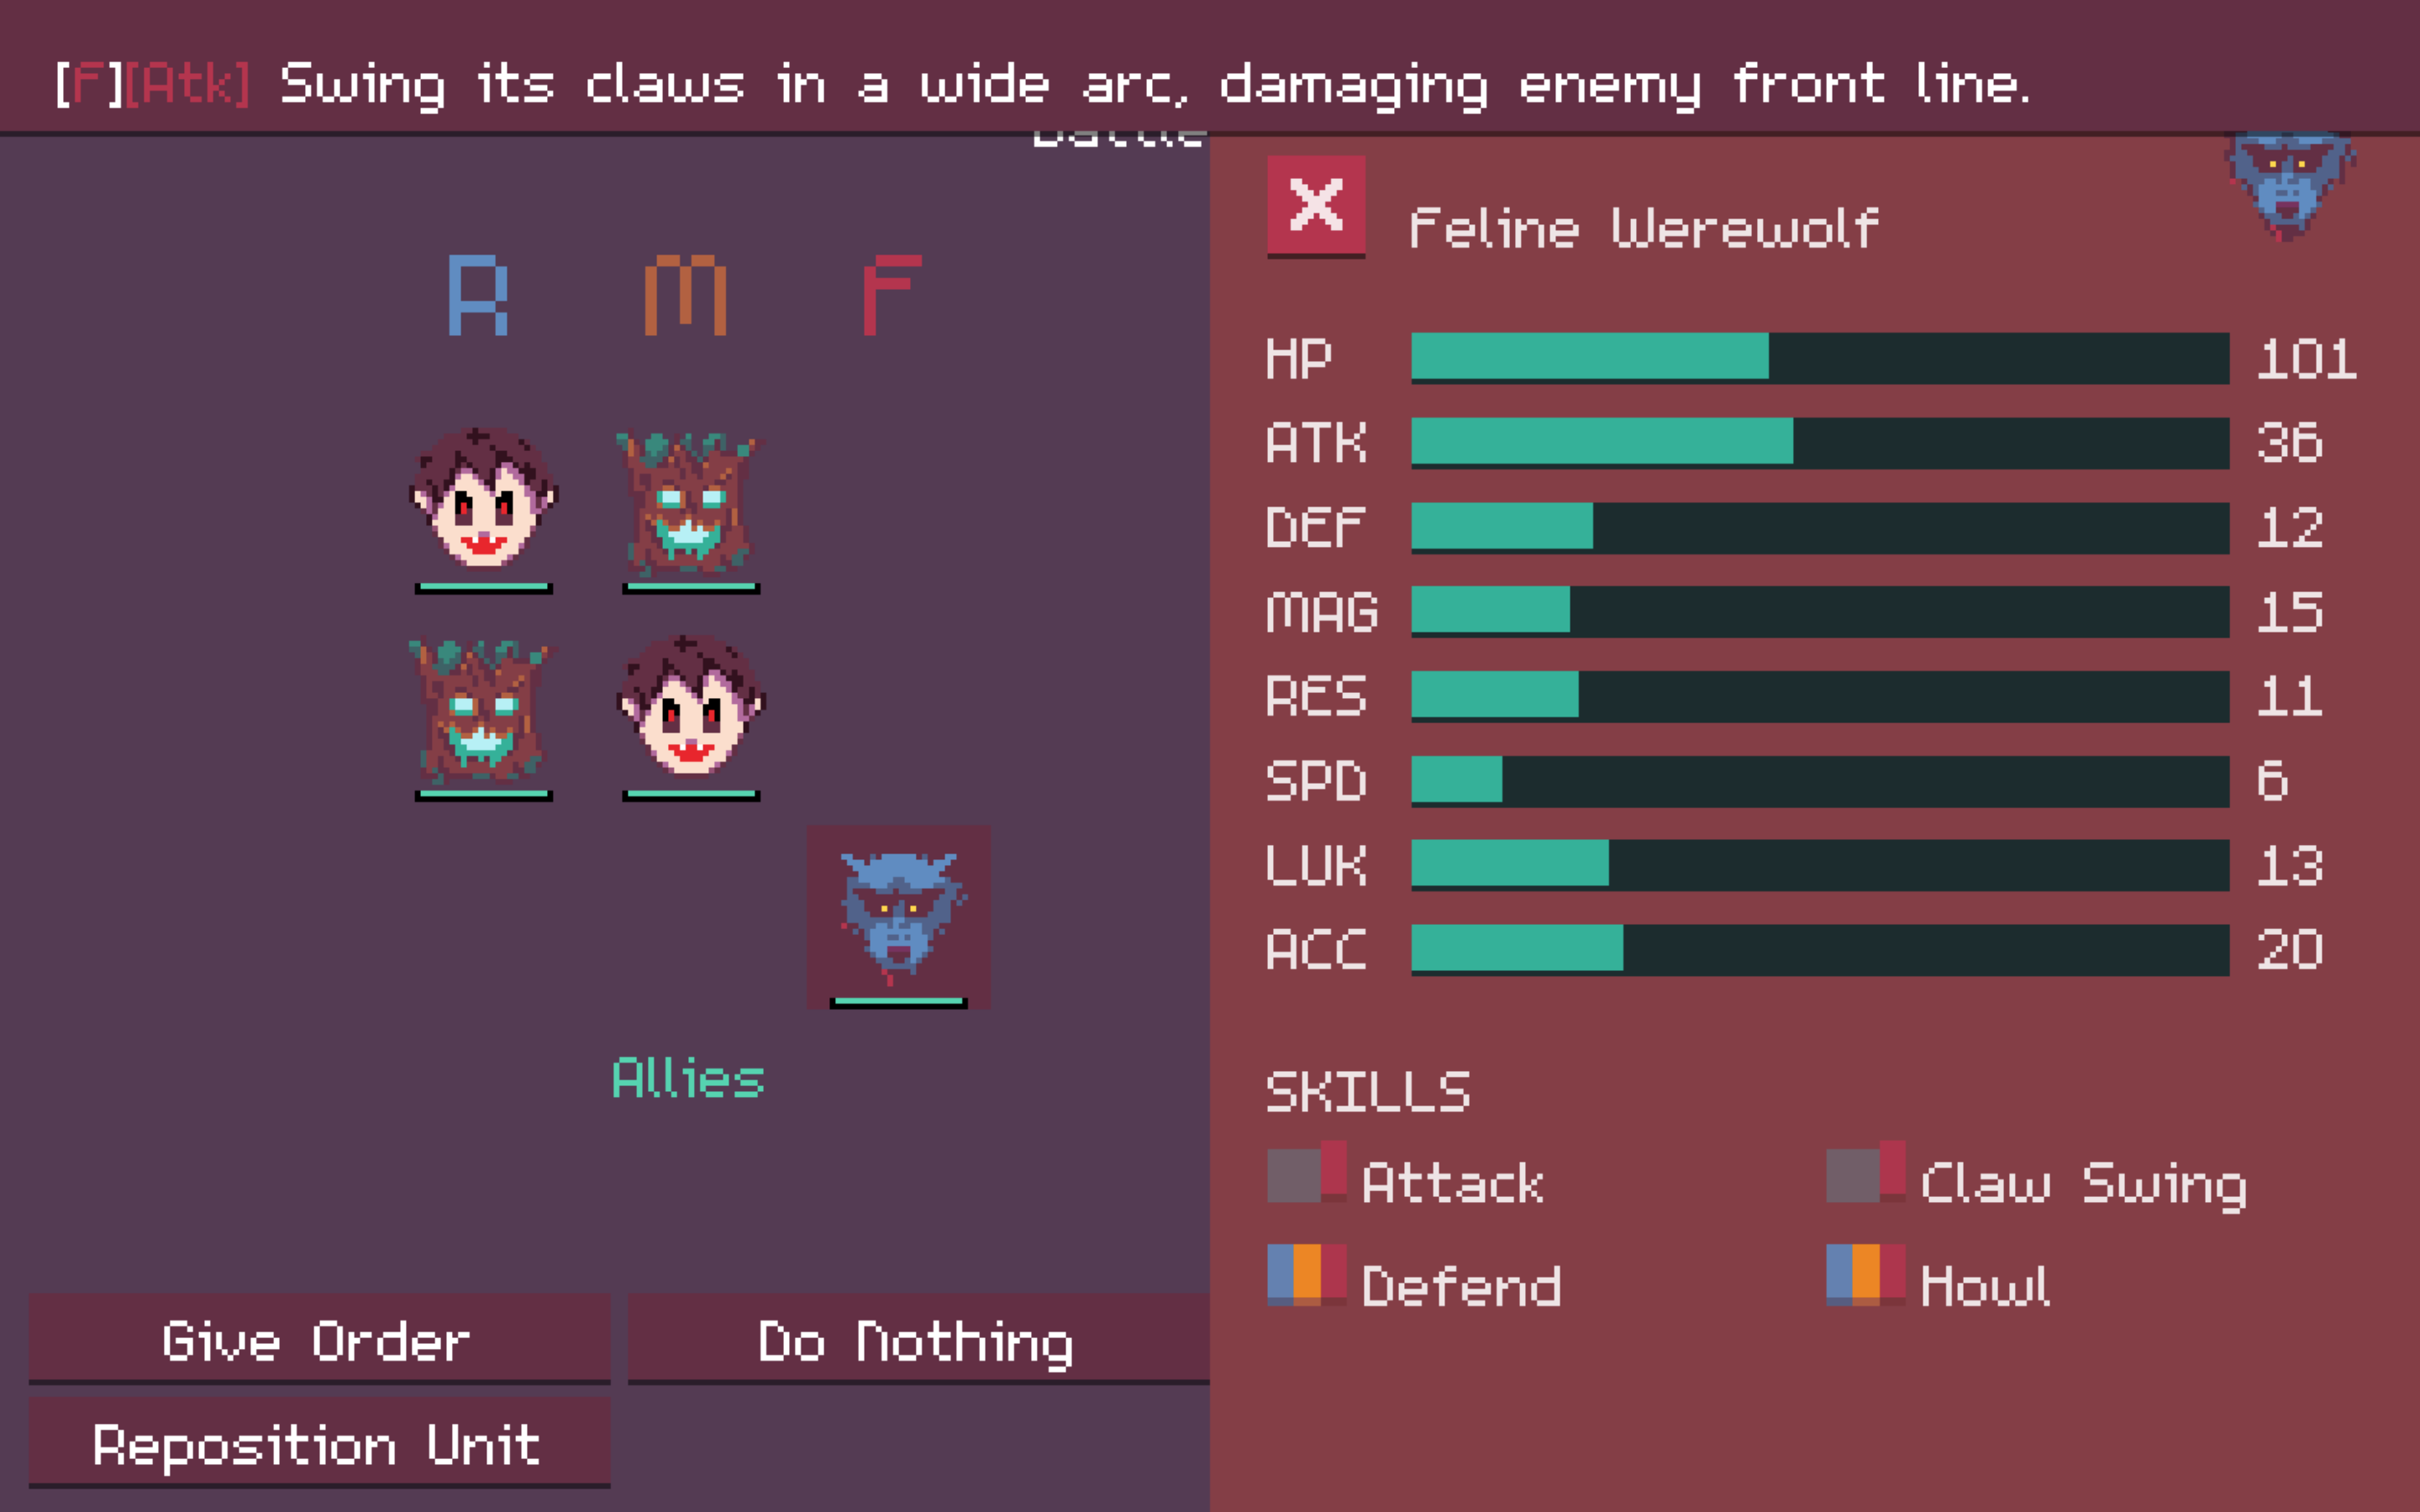 [F][Atk] Swing its claws in a wide arc, damaging enemy front line.
Feline Werewolf
R M F
HP 101
ATK 36
DEF 12
MAG 15
RES 11
SPD 6
LUK 13
ACC 20
Allies
SKILLS
Attack
Claw Swing
Defend
Howl
Give Order
Do Nothing
Reposition Unit